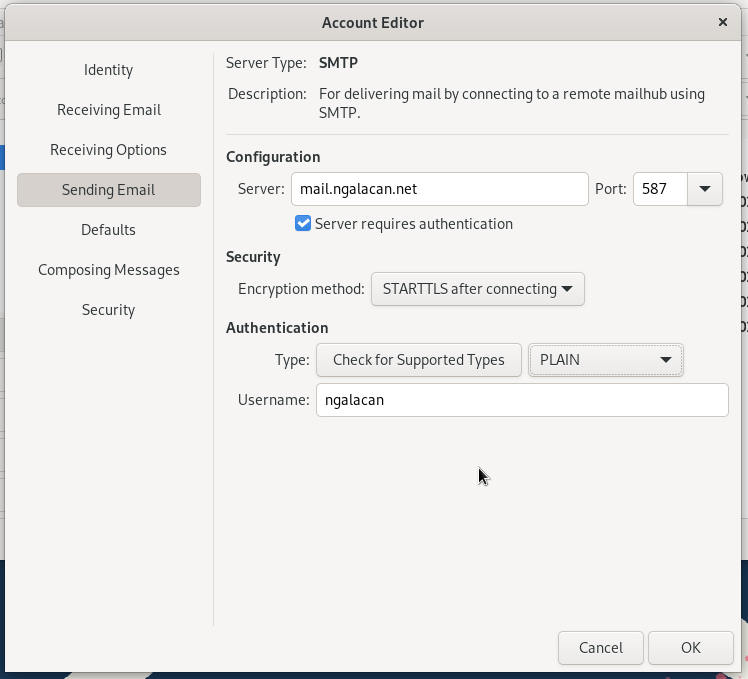 Account Editor
Identity
Receiving Email
Receiving Options
Sending Email
Defaults
Composing Messages
Security
Server Type: SMTP
Description: For delivering mail by connecting to a remote mailhub using
SMTP.
Configuration
Server: mail.ngalacan.net Port: 587
Server requires authentication
Security
Encryption method: STARTTLS after connecting
Authentication
Type: Check for Supported Types PLAIN
Username: ngalacan
Cancel OK